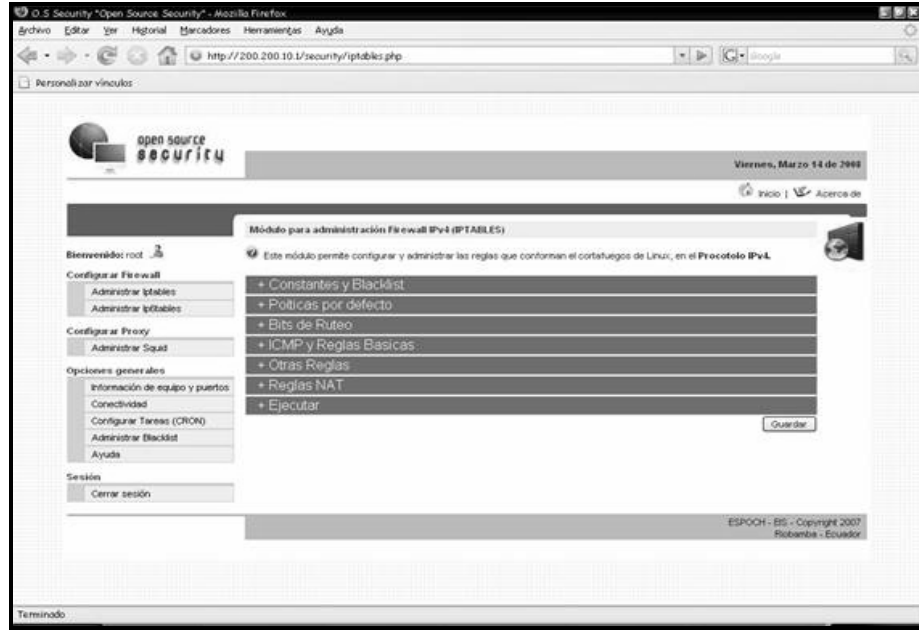 O.S Security "Open Source Security" - Mozilla Firefox
Archivo Editar Ver Historial Marcadores Herramientas Ayuda
http://200.200.10.1/security/iptables.php
G Google
Personalizar vínculos
open source
security
Viernes, Marzo 14 de 2008
Inicio | Acerca de
Módulo para administración Firewall IPv4 (IPTABLES)
Bienvenido: root
Este módulo permite configurar y administrar las reglas que conforman el cortafuegos de Linux, en el Procotolo IPv4.
Configurar Firewall
Administrar Iptables
Administrar Ip6tables
Configurar Proxy
Administrar Squid
Opciones generales
Información de equipo y puertos
Conectividad
Configurar Tareas (CRON)
Administrar Blacklist
Ayuda
Sesión
Cerrar sesión
+ Constantes y Blacklist
+ Poíticas por defecto
+ Bits de Ruteo
+ ICMP y Reglas Basicas
+ Otras Reglas
+ Reglas NAT
+ Ejecutar
Guardar
ESPOCH - EIS - Copyright 2007
Riobamba - Ecuador
Terminado